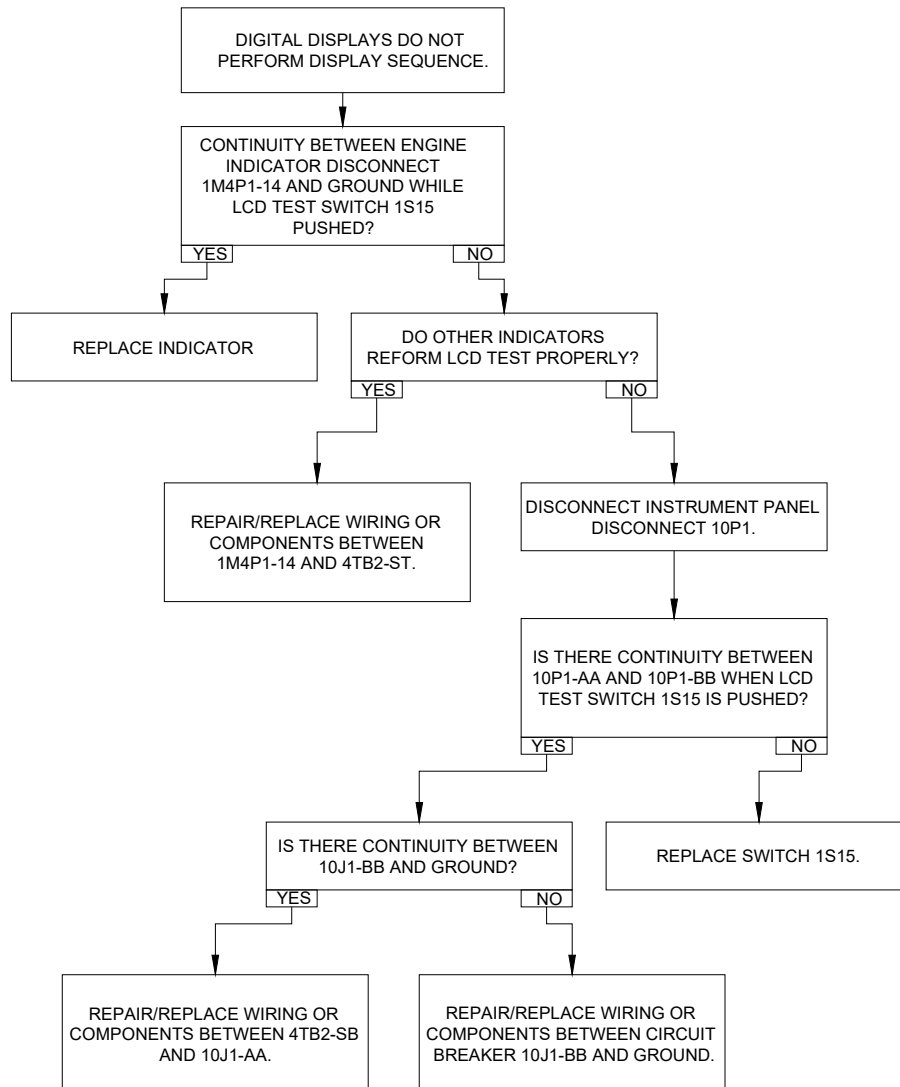 DIGITAL DISPLAYS DO NOT
PERFORM DISPLAY SEQUENCE.
CONTINUITY BETWEEN ENGINE
INDICATOR DISCONNECT
1M4P1-14 AND GROUND WHILE
LCD TEST SWITCH 1S15
PUSHED?
YES
NO
REPLACE INDICATOR
DO OTHER INDICATORS
REFORM LCD TEST PROPERLY?
YES
NO
REPAIR/REPLACE WIRING OR
COMPONENTS BETWEEN
1M4P1-14 AND 4TB2-ST.
DISCONNECT INSTRUMENT PANEL
DISCONNECT 10P1.
IS THERE CONTINUITY BETWEEN
10P1-AA AND 10P1-BB WHEN LCD
TEST SWITCH 1S15 IS PUSHED?
YES
NO
IS THERE CONTINUITY BETWEEN
10J1-BB AND GROUND?
YES
NO
REPLACE SWITCH 1S15.
REPAIR/REPLACE WIRING OR
COMPONENTS BETWEEN 4TB2-SB
AND 10J1-AA.
REPAIR/REPLACE WIRING OR
COMPONENTS BETWEEN CIRCUIT
BREAKER 10J1-BB AND GROUND.